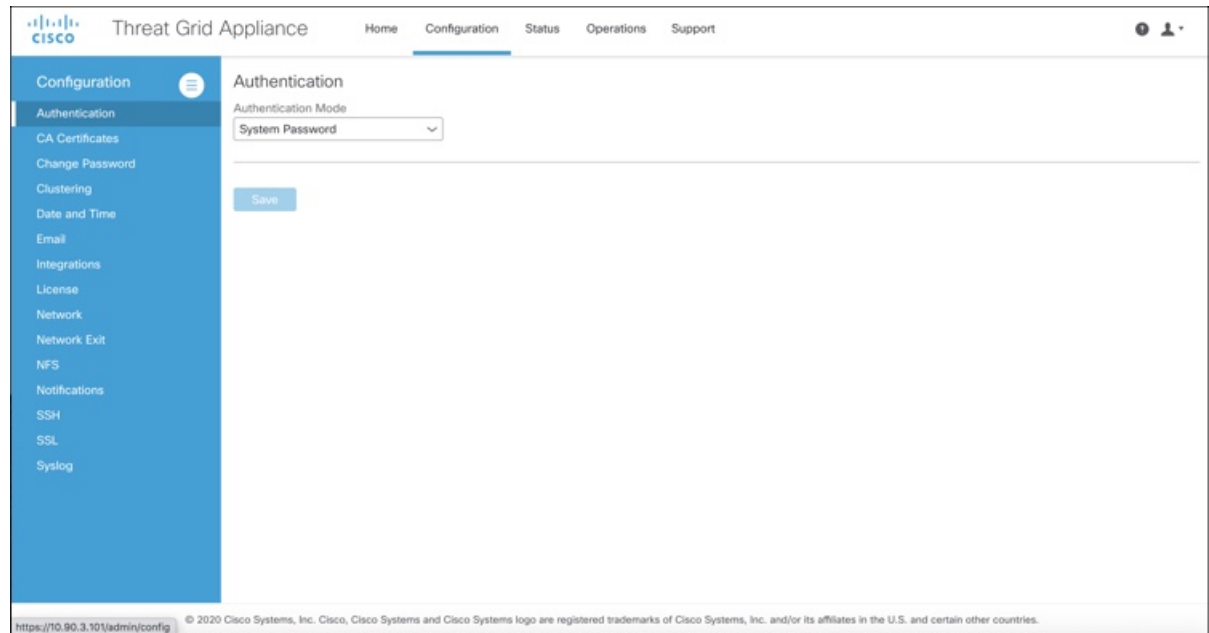 CISCO
Threat Grid Appliance
Home
Configuration
Status
Operations
Support
?
Configuration
Authentication
CA Certificates
Change Password
Clustering
Date and Time
Email
Integrations
License
Network
Network Exit
NFS
Notifications
SSH
SSL
Syslog
Authentication
Authentication Mode
System Password
Save
https://10.90.3.101/admin/config
© 2020 Cisco Systems, Inc. Cisco, Cisco Systems and Cisco Systems logo are registered trademarks of Cisco Systems, Inc. and/or its affiliates in the U.S. and certain other countries.